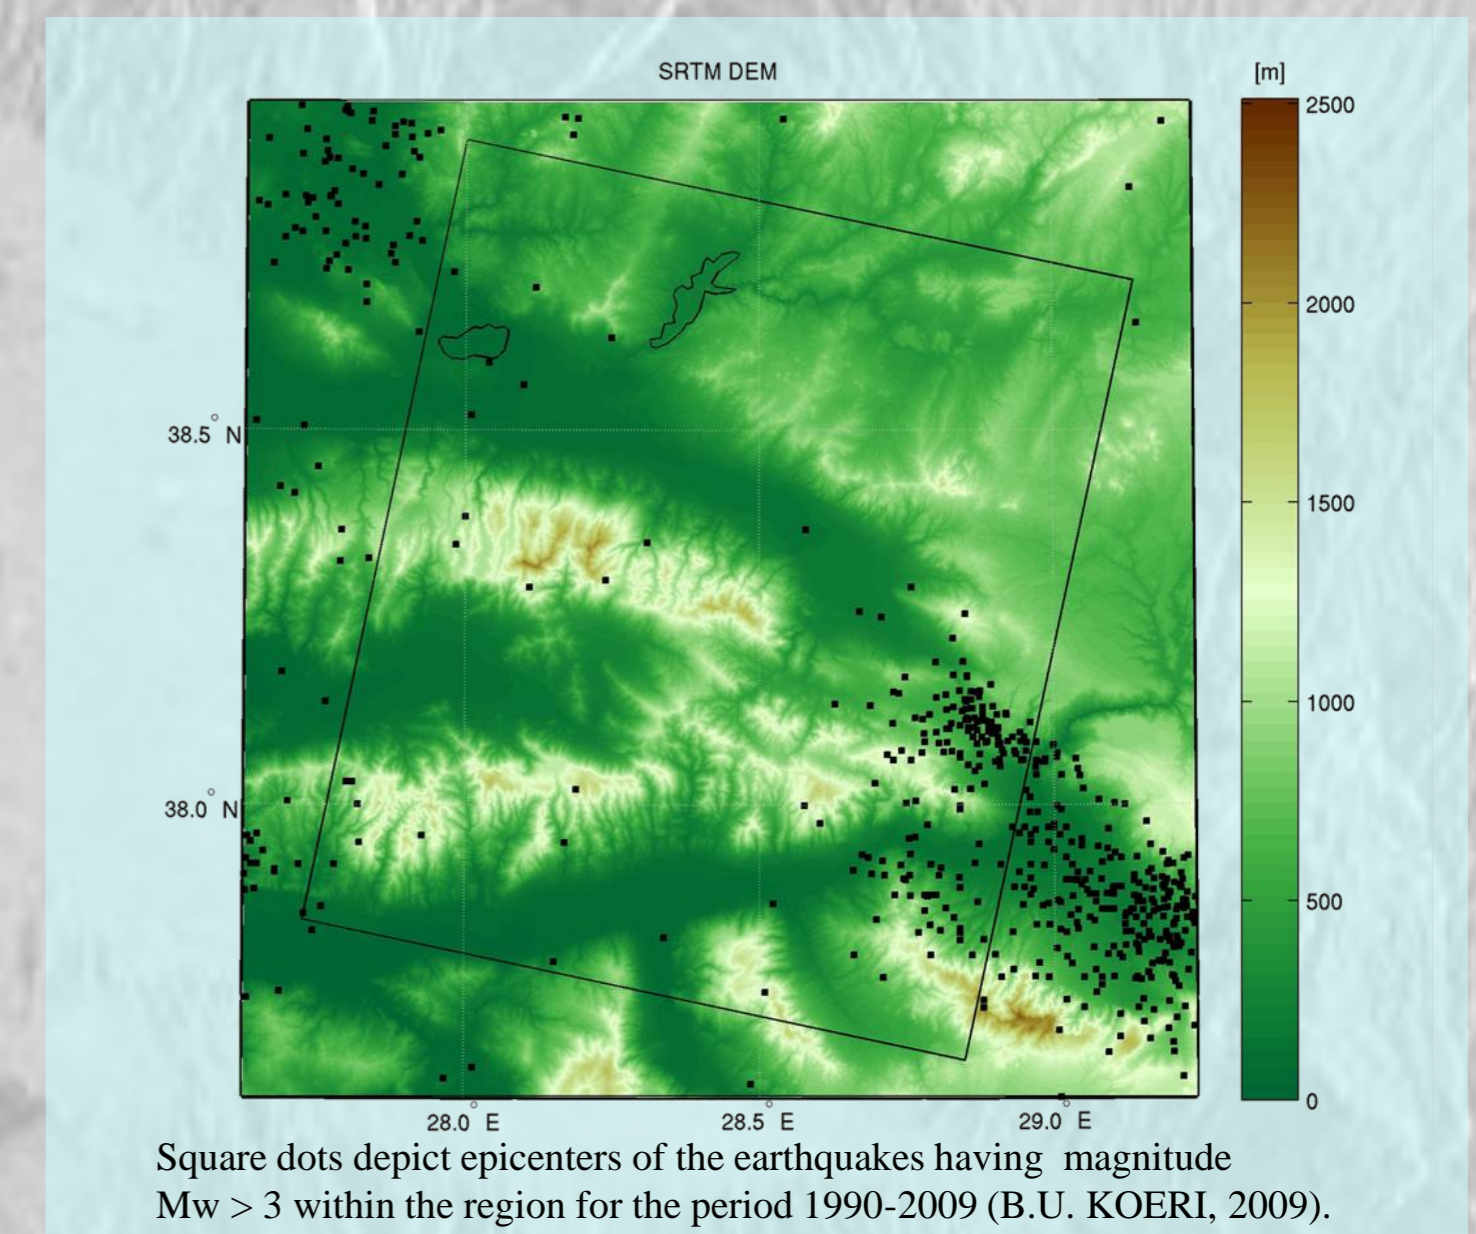 SRTM DEM
[m]
2500
2000
1500
1000
500
0
38.5° N
38.0° N
28.0° E
28.5° E
29.0° E
Square dots depict epicenters of the earthquakes having magnitude
Mw > 3 within the region for the period 1990-2009 (B.U. KOERI, 2009).